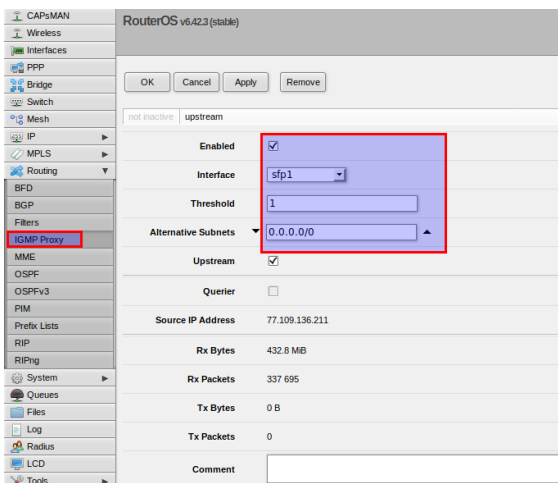 CAPsMAN
Wireless
Interfaces
PPP
Bridge
Switch
Mesh
IP
MPLS
Routing
BFD
BGP
Filters
IGMP Proxy
MME
OSPF
OSPFv3
PIM
Prefix Lists
RIP
RIPng
System
Queues
Files
Log
Radius
LCD
Tools
RouterOS v6.42.3 (stable)
OK Cancel Apply Remove
not inactive upstream
Enabled
Interface sfp1
Threshold 1
Alternative Subnets 0.0.0.0/0
Upstream
Querier
Source IP Address 77.109.136.211
Rx Bytes 432.8 MiB
Rx Packets 337 695
Tx Bytes 0 B
Tx Packets 0
Comment